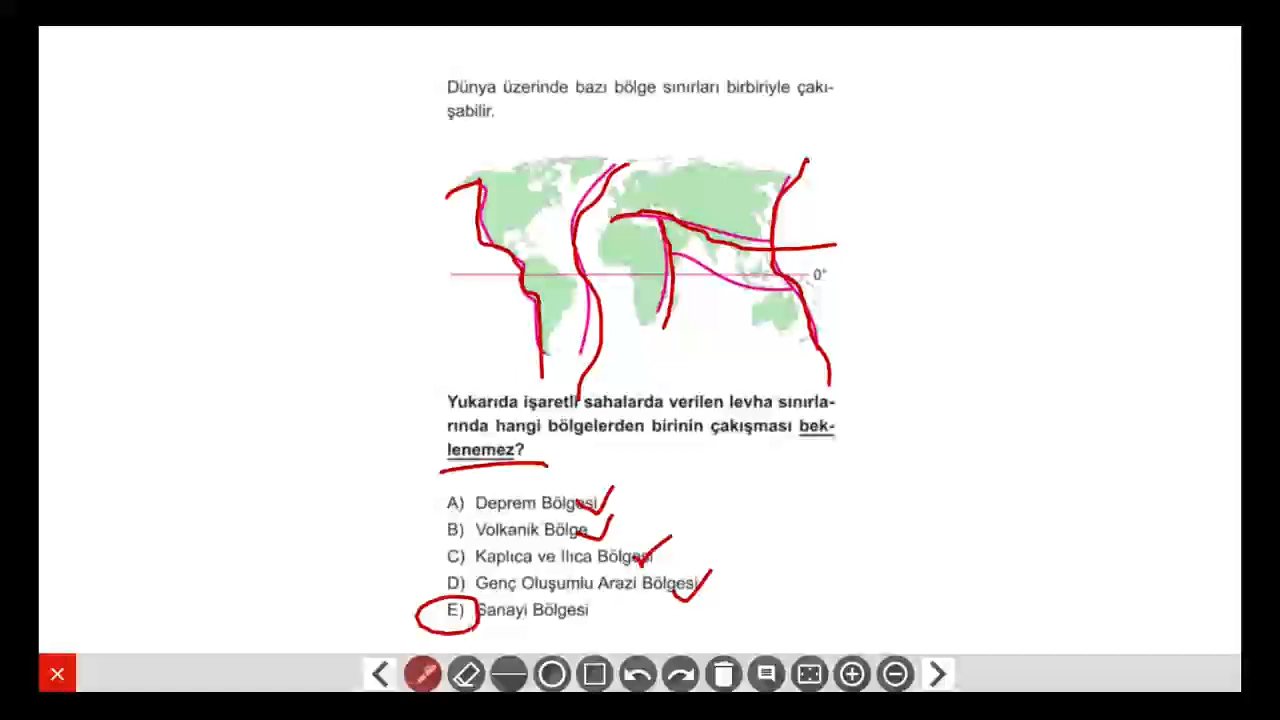 Dünya üzerinde bazı bölge sınırları birbiriyle çakı-
şabilir.
0°
Yukarıda işaretli sahalarda verilen levha sınırla-
rında hangi bölgelerden birinin çakışması bek-
lenemez?
A) Deprem Bölgesi
B) Volkanik Bölge
C) Kaplıca ve Ilıca Bölgesi
D) Genç Oluşumlu Arazi Bölgesi
E) Sanayi Bölgesi